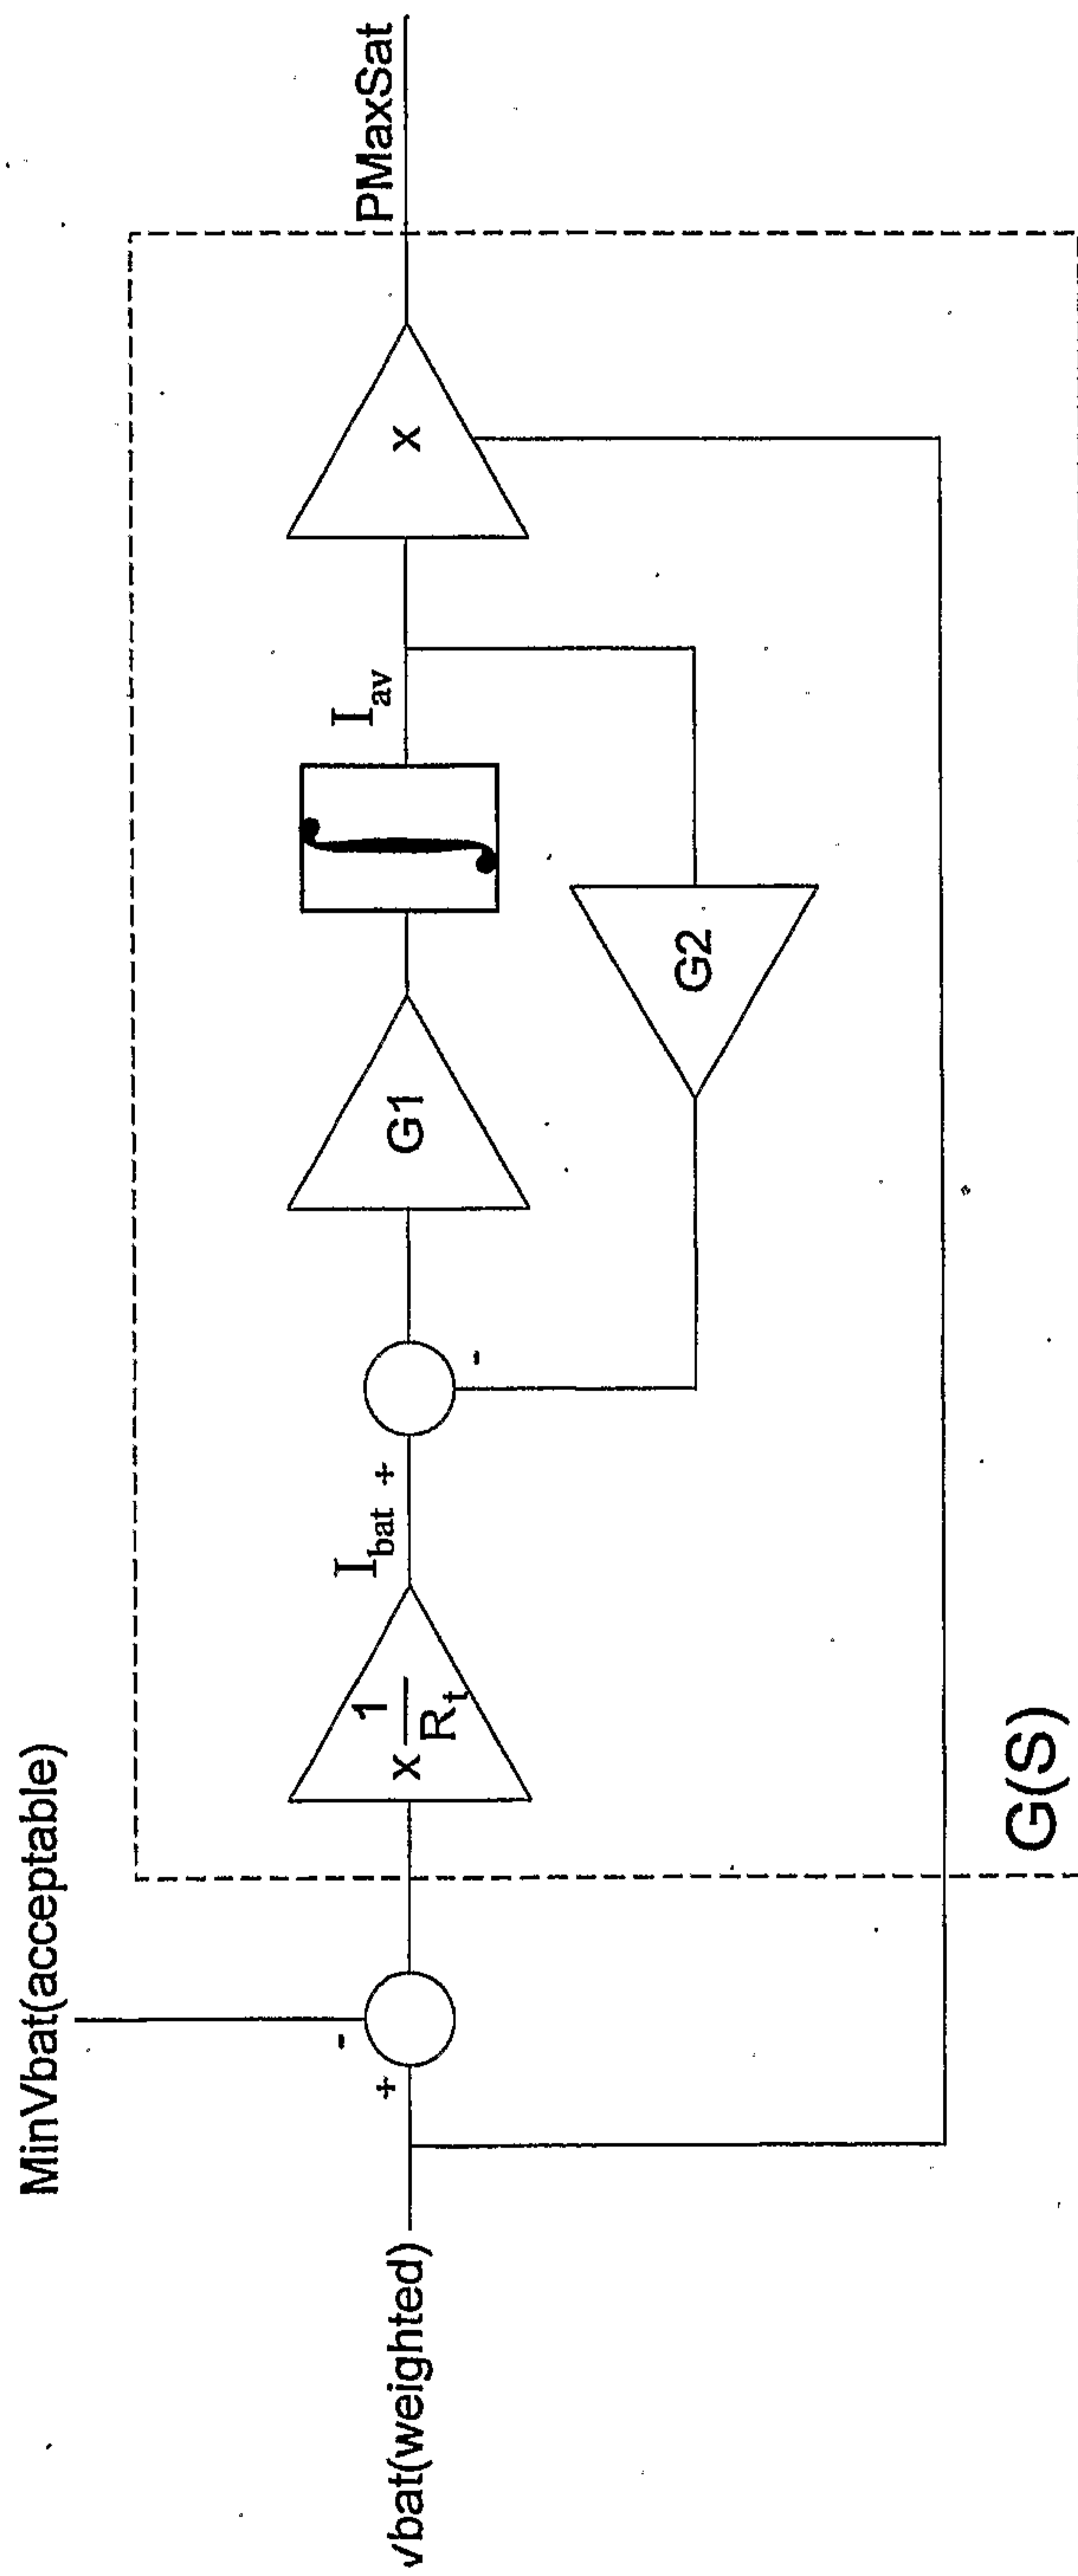 MinVbat(acceptable)
Vbat(weighted)
+
-
x 1/R_t
I_bat
+
-
G1
∫
I_av
G2
x
PMaxSat
G(S)